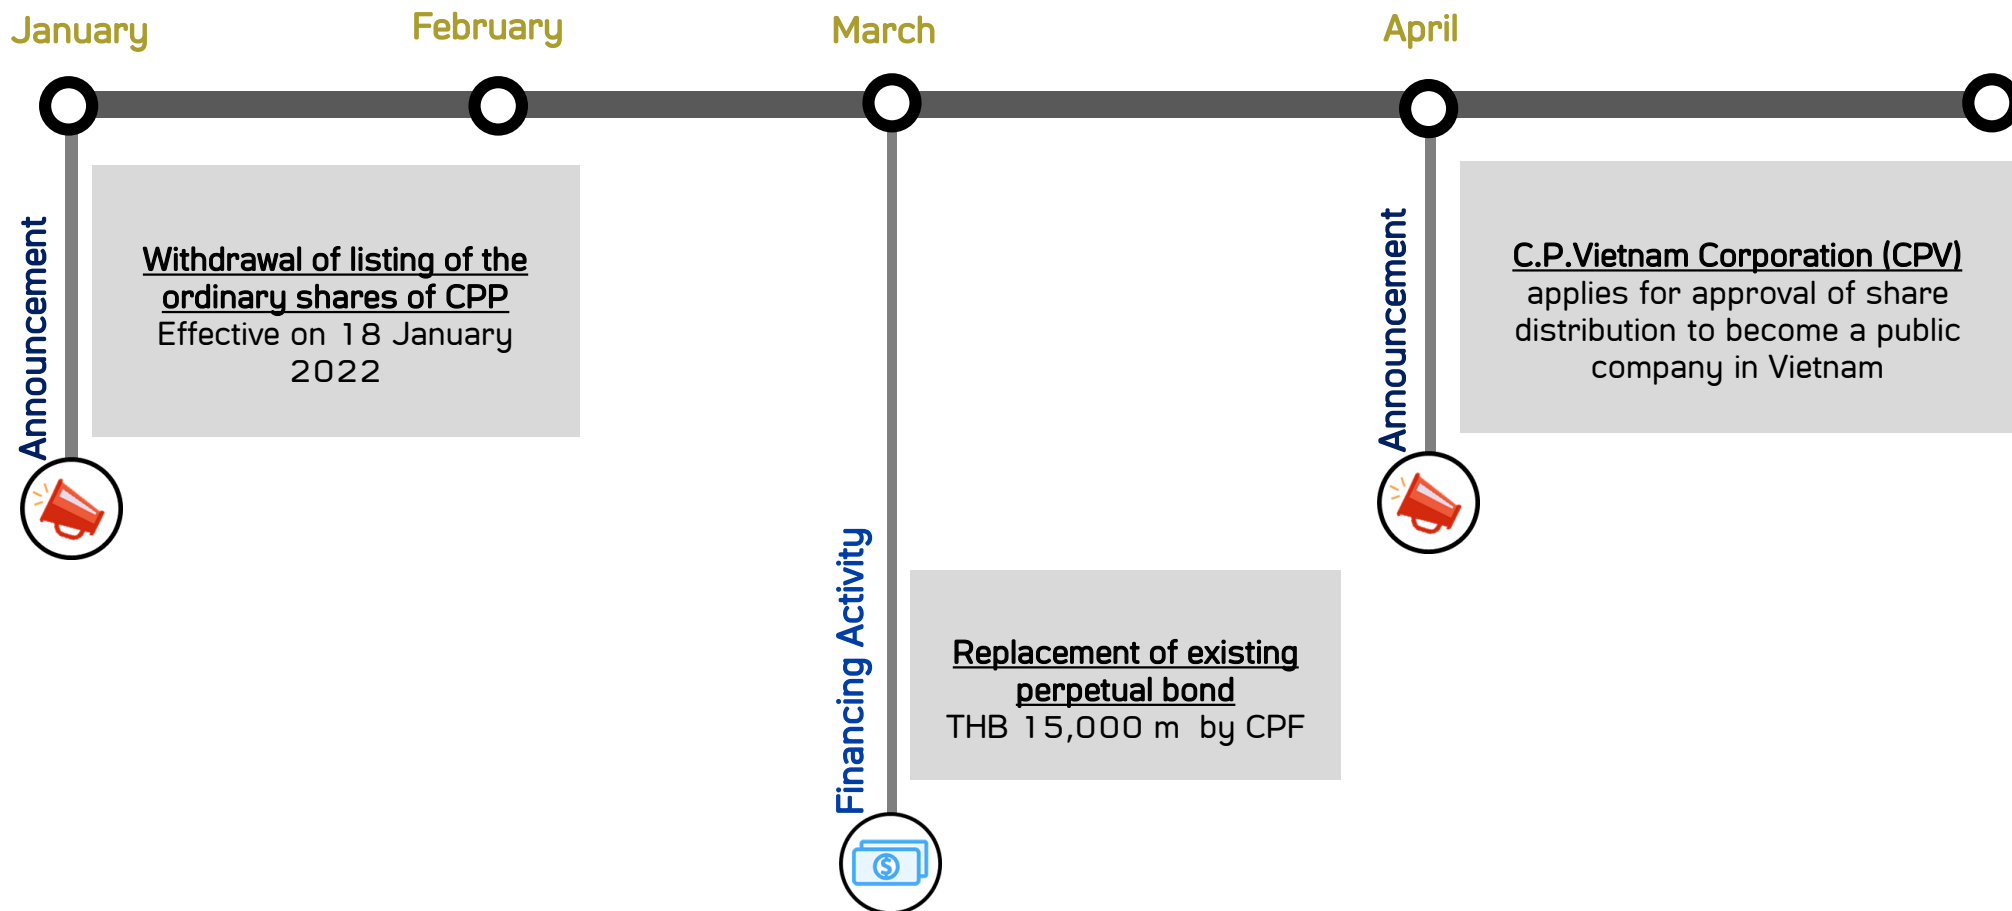 January
February
March
April
Announcement
Withdrawal of listing of the
ordinary shares of CPP
Effective on 18 January
2022
Financing Activity
Replacement of existing
perpetual bond
THB 15,000 m by CPF
Announcement
C.P.Vietnam Corporation (CPV)
applies for approval of share
distribution to become a public
company in Vietnam
$